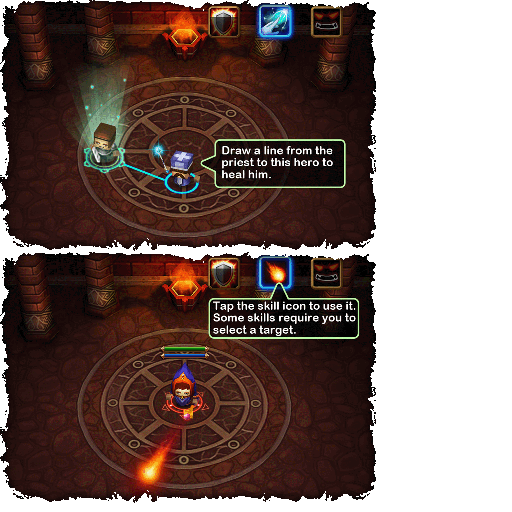 Draw a line from the
priest to this hero to
heal him.
Tap the skill icon to use it.
Some skills require you to
select a target.